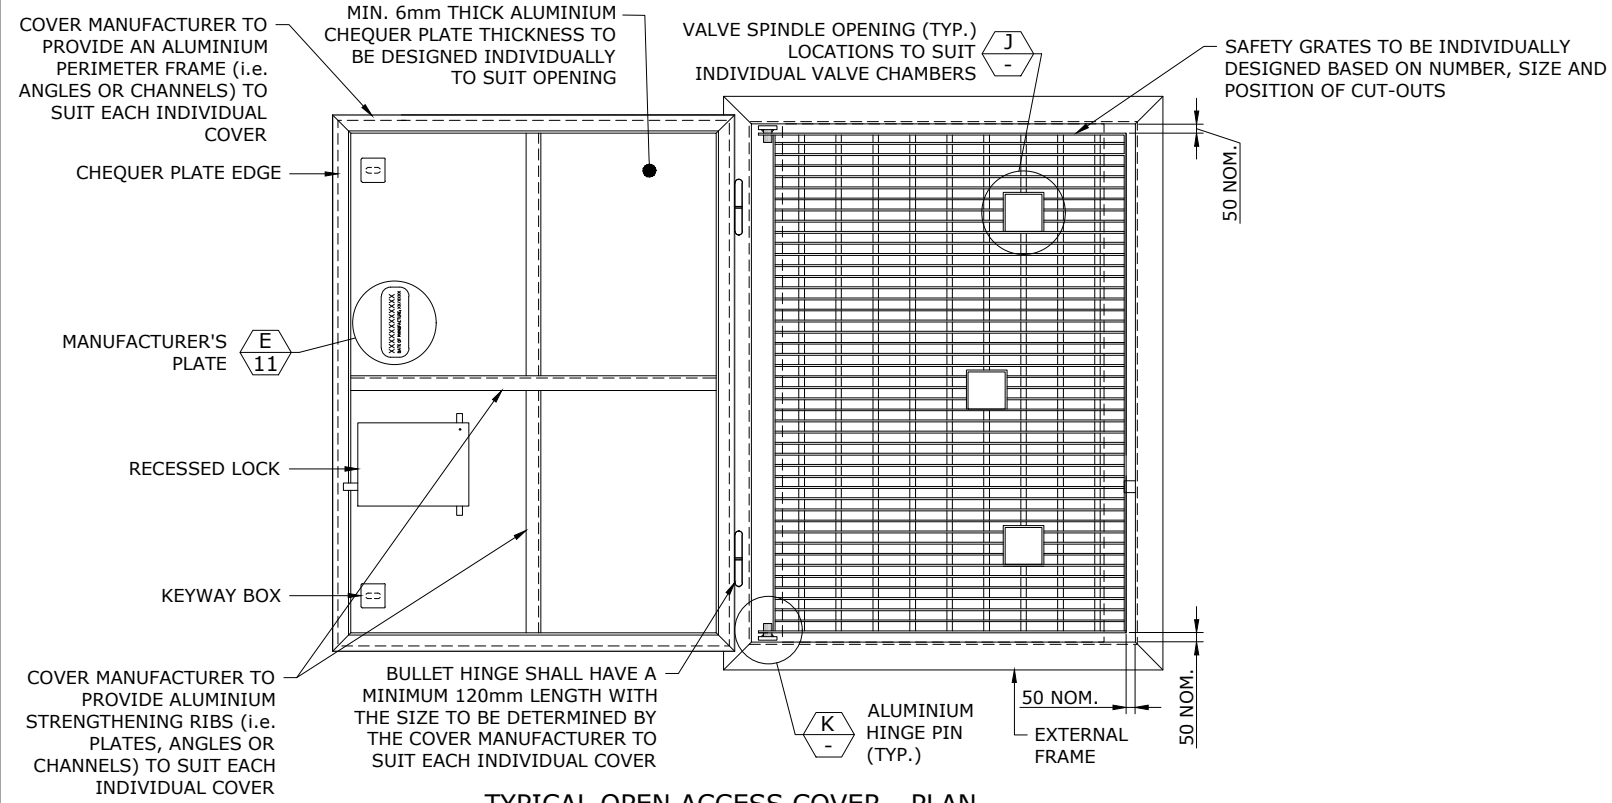 COVER MANUFACTURER TO
PROVIDE AN ALUMINIUM
PERIMETER FRAME (i.e.
ANGLES OR CHANNELS) TO
SUIT EACH INDIVIDUAL
COVER
MIN. 6mm THICK ALUMINIUM
CHEQUER PLATE THICKNESS TO
BE DESIGNED INDIVIDUALLY
TO SUIT OPENING
VALVE SPINDLE OPENING (TYP.)
LOCATIONS TO SUIT
INDIVIDUAL VALVE CHAMBERS
J
-
SAFETY GRATES TO BE INDIVIDUALLY
DESIGNED BASED ON NUMBER, SIZE AND
POSITION OF CUT-OUTS
50 NOM.
CHEQUER PLATE EDGE
XXXXXXXXXXXX
MANUFACTURER'S
PLATE
E
11
RECESSED LOCK
KEYWAY BOX
COVER MANUFACTURER TO
PROVIDE ALUMINIUM
STRENGTHENING RIBS (i.e.
PLATES, ANGLES OR
CHANNELS) TO SUIT EACH
INDIVIDUAL COVER
BULLET HINGE SHALL HAVE A
MINIMUM 120mm LENGTH WITH
THE SIZE TO BE DETERMINED BY
THE COVER MANUFACTURER TO
SUIT EACH INDIVIDUAL COVER
K
-
ALUMINIUM
HINGE PIN
(TYP.)
50 NOM.
EXTERNAL
FRAME
50 NOM.
TYPICAL OPEN ACCESS COVER - PLAN